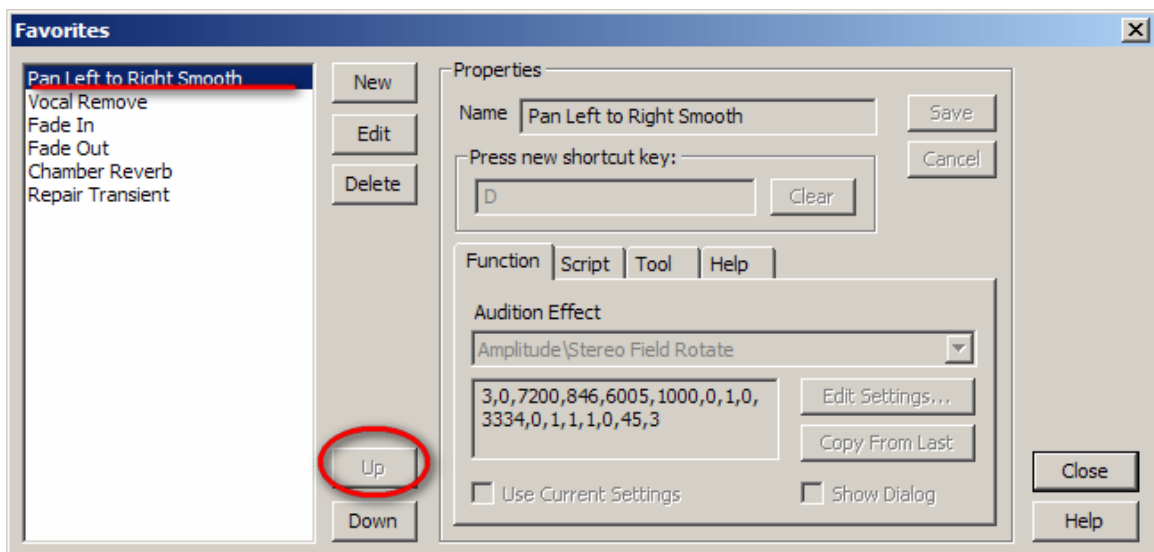 Favorites
Pan Left to Right Smooth
Vocal Remove
Fade In
Fade Out
Chamber Reverb
Repair Transient
New
Edit
Delete
Up
Down
Properties
Name
Pan Left to Right Smooth
Save
Cancel
Press new shortcut key:
D
Clear
Function
Script
Tool
Help
Audition Effect
Amplitude\Stereo Field Rotate
3,0,7200,846,6005,1000,0,1,0,
3334,0,1,1,1,0,45,3
Edit Settings...
Copy From Last
Use Current Settings
Show Dialog
Close
Help